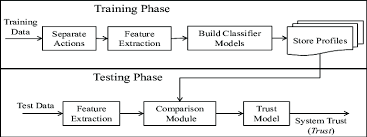 Training Phase
Training
Data
Separate
Actions
Feature
Extraction
Build Classifier
Models
Store Profiles
Testing Phase
Test Data
Feature
Extraction
Comparison
Module
Trust
Model
System Trust
(Trust)